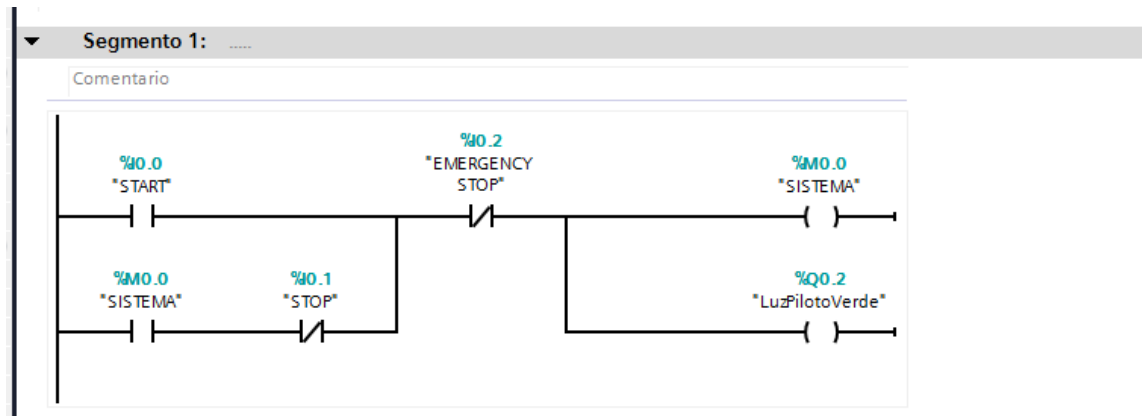 Segmento 1: .....
Comentario
%I0.2
%I0.0
"EMERGENCY
%M0.0
"START"
STOP"
"SISTEMA"
%M0.0
%I0.1
%Q0.2
"SISTEMA"
"STOP"
"LuzPilotoVerde"